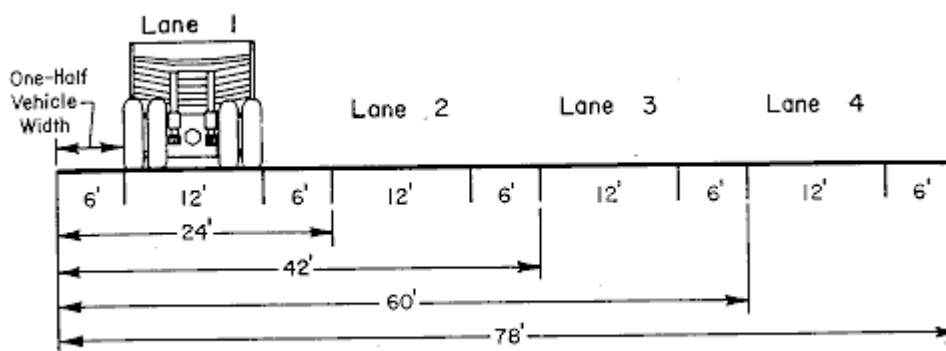 Lane 1
One-Half
Vehicle
Width
Lane 2
Lane 3
Lane 4
6' 12' 6' 12' 6' 12' 6' 12' 6'
24'
42'
60'
78'